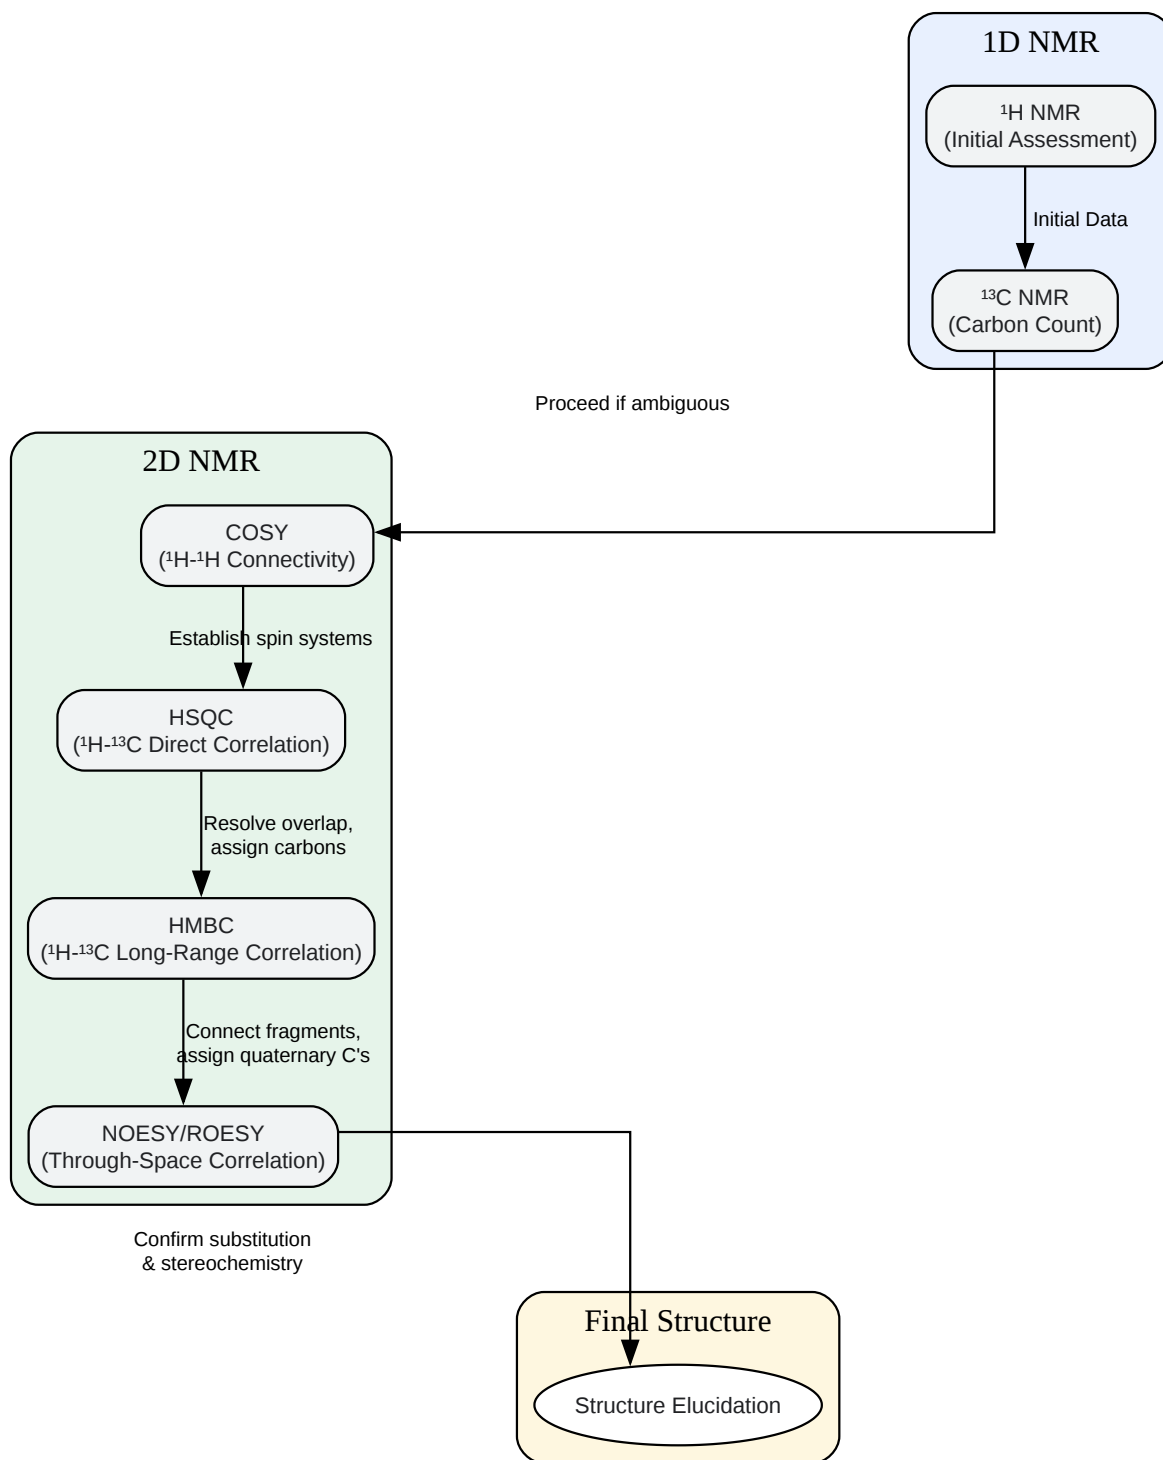 1D NMR
¹H NMR
(Initial Assessment)
Initial Data
¹³C NMR
(Carbon Count)
Proceed if ambiguous
2D NMR
COSY
(¹H-¹H Connectivity)
Establish spin systems
HSQC
(¹H-¹³C Direct Correlation)
Resolve overlap,
assign carbons
HMBC
(¹H-¹³C Long-Range Correlation)
Connect fragments,
assign quaternary C's
NOESY/ROESY
(Through-Space Correlation)
Confirm substitution
& stereochemistry
Final Structure
Structure Elucidation